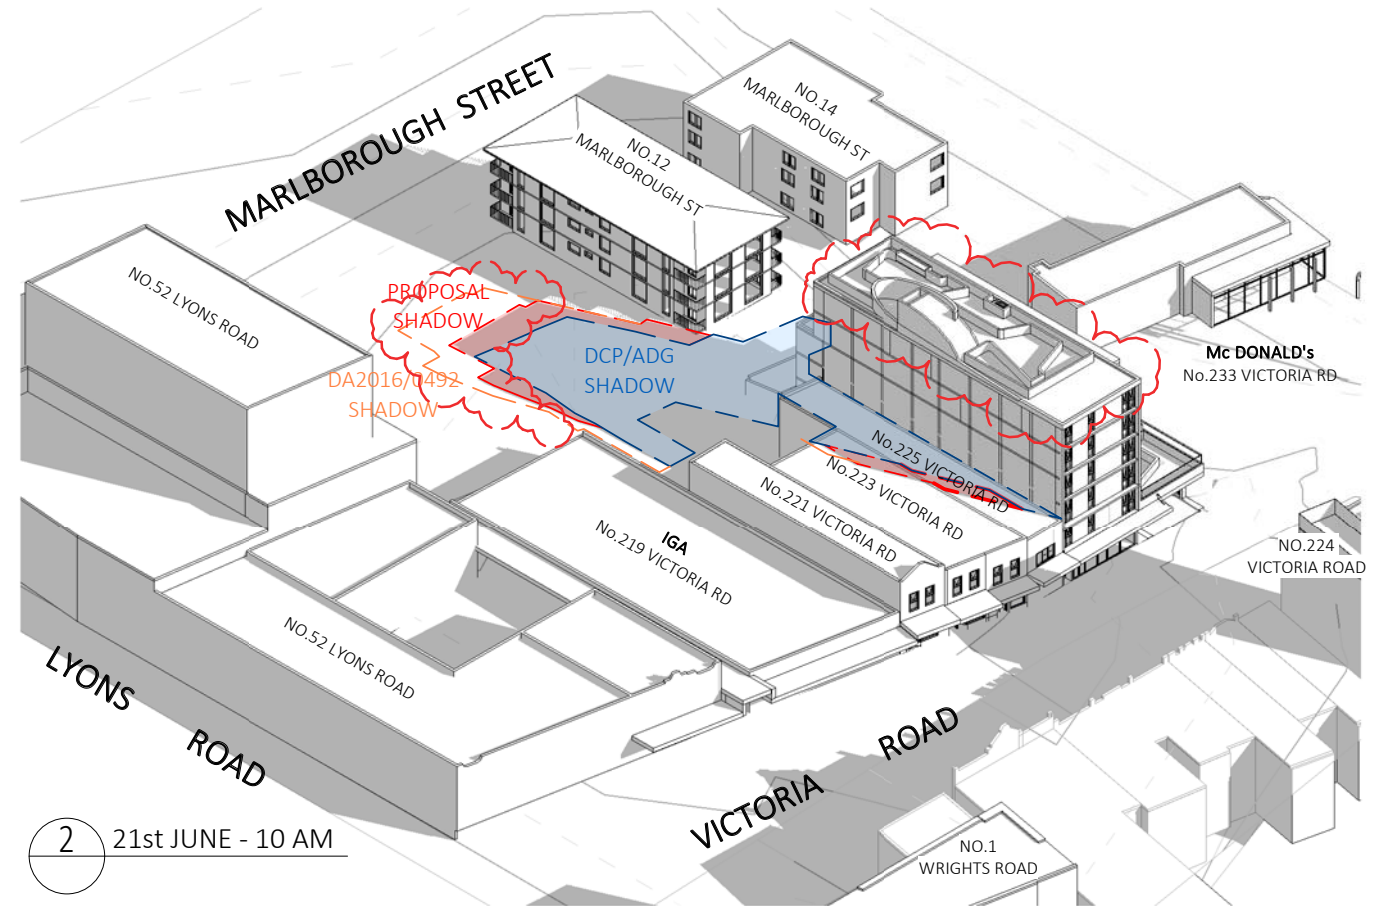 MARLBOROUGH STREET
NO.14
MARLBOROUGH ST
NO.12
MARLBOROUGH ST
NO.52 LYONS ROAD
PROPOSAL
SHADOW
DCP/ADG
SHADOW
DA2016/0492
SHADOW
Mc DONALD's
No.233 VICTORIA RD
No.225 VICTORIA RD
No.223 VICTORIA RD
No.221 VICTORIA RD
IGA
No.219 VICTORIA RD
NO.224
VICTORIA ROAD
NO.52 LYONS ROAD
LYONS ROAD
VICTORIA ROAD
NO.1
WRIGHTS ROAD
2 21st JUNE - 10 AM